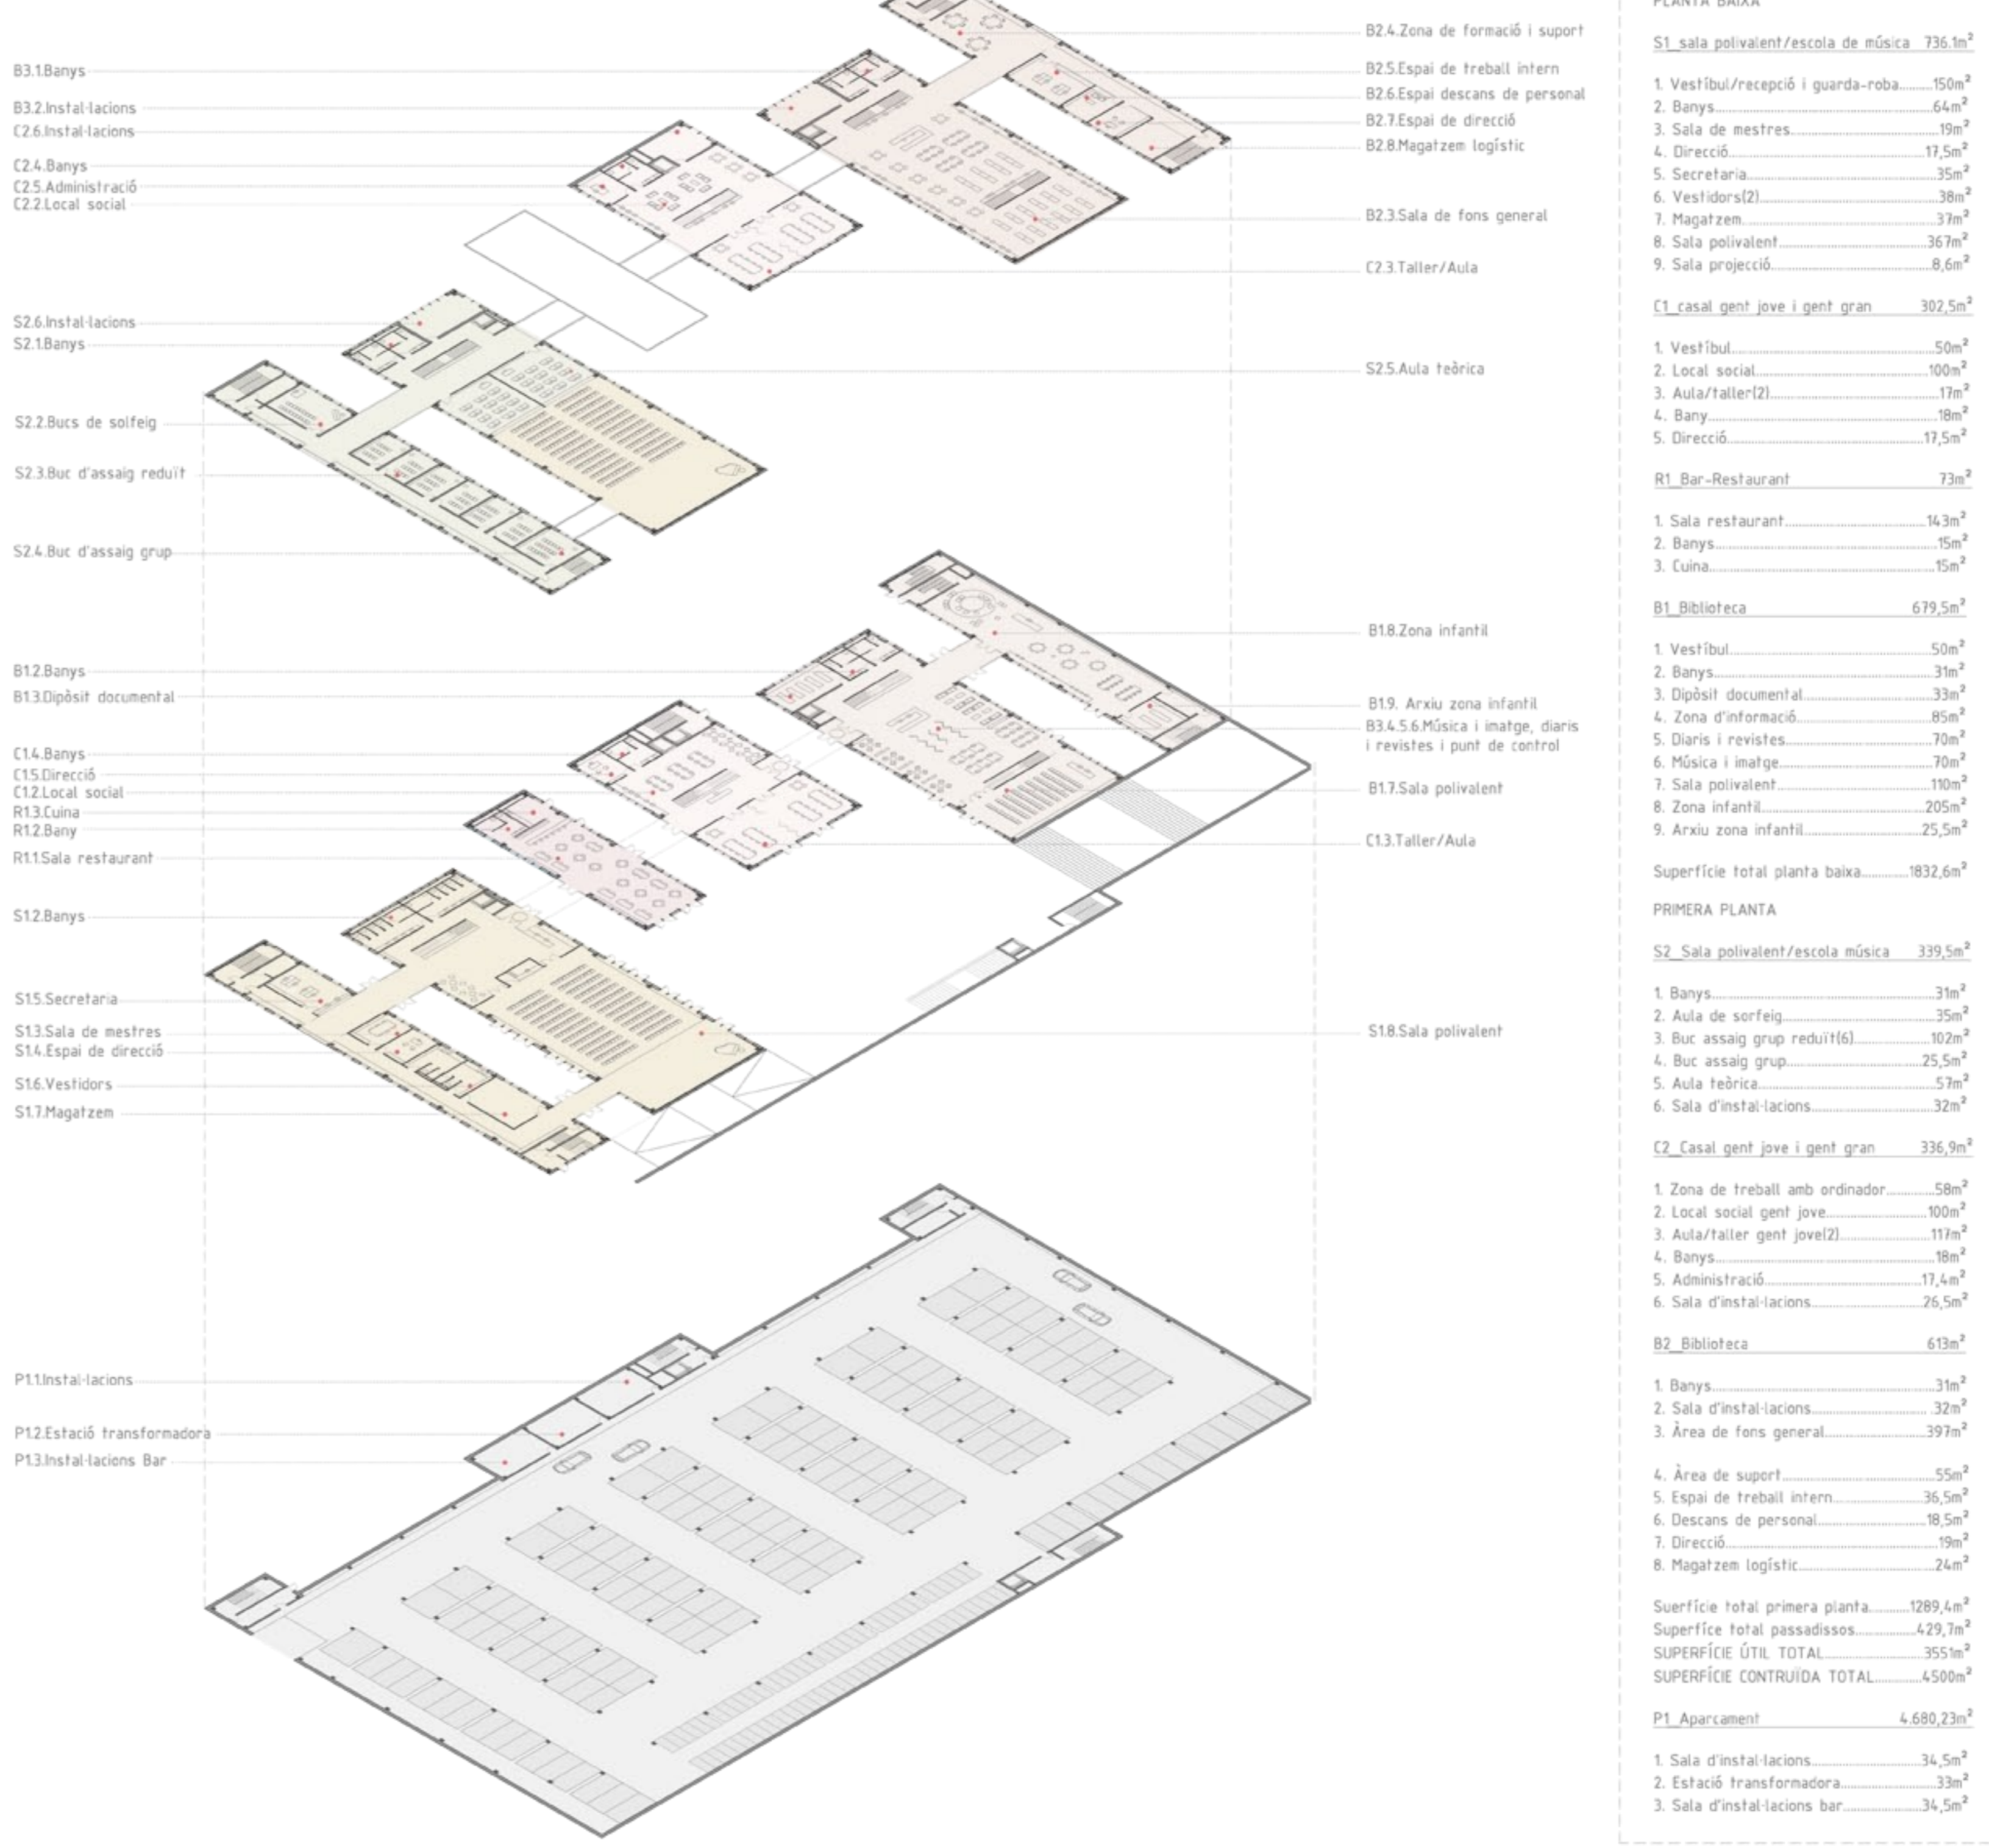 B3.1.Banys
B3.2.Instal·lacions
C2.6.Instal·lacions
C2.4.Banys
C2.5.Administració
C2.2.Local social
S2.6.Instal·lacions
S2.1.Banys
S2.2.Bucs de solfeig
S2.3.Buc d'assaig reduït
S2.4.Buc d'assaig grup
B1.2.Banys
B1.3.Dipòsit documental
C1.4.Banys
C1.5.Direcció
C1.2.Local social
R1.3.Cuina
R1.2.Bany
R1.1.Sala restaurant
S1.2.Banys
S1.5.Secretaria
S1.3.Sala de mestres
S1.4.Espai de direcció
S1.6.Vestidors
S1.7.Magatzem
P1.1.Instal·lacions
P1.2.Estació transformadora
P1.3.Instal·lacions Bar
B2.4.Zona de formació i suport
B2.5.Espai de treball intern
B2.6.Espai descans de personal
B2.7.Espai de direcció
B2.8.Magatzem logístic
B2.3.Sala de fons general
C2.3.Taller/Aula
S2.5.Aula teòrica
B1.8.Zona infantil
B1.9. Arxiu zona infantil
B3.4.5.6.Música i imatge, diaris
i revistes i punt de control
B1.7.Sala polivalent
C1.3.Taller/Aula
S1.8.Sala polivalent
PLANTA BAIXA
S1_sala polivalent/escola de música 736.1m²
1. Vestíbul/recepció i guarda-roba.........150m²
2. Banys.........64m²
3. Sala de mestres.........19m²
4. Direcció.........17,5m²
5. Secretaria.........35m²
6. Vestidors(2).........38m²
7. Magatzem.........37m²
8. Sala polivalent.........367m²
9. Sala projecció.........8,6m²
C1_casal gent jove i gent gran 302,5m²
1. Vestíbul.........50m²
2. Local social.........100m²
3. Aula/taller(2).........17m²
4. Bany.........18m²
5. Direcció.........17,5m²
R1_Bar-Restaurant 73m²
1. Sala restaurant.........143m²
2. Banys.........15m²
3. Cuina.........15m²
B1_Biblioteca 679,5m²
1. Vestíbul.........50m²
2. Banys.........31m²
3. Dipòsit documental.........33m²
4. Zona d'informació.........85m²
5. Diaris i revistes.........70m²
6. Música i imatge.........70m²
7. Sala polivalent.........110m²
8. Zona infantil.........205m²
9. Arxiu zona infantil.........25,5m²
Superfície total planta baixa.........1832,6m²
PRIMERA PLANTA
S2_Sala polivalent/escola música 339,5m²
1. Banys.........31m²
2. Aula de sorfeig.........35m²
3. Buc assaig grup reduït(6).........102m²
4. Buc assaig grup.........25,5m²
5. Aula teòrica.........57m²
6. Sala d'instal·lacions.........32m²
C2_Casal gent jove i gent gran 336,9m²
1. Zona de treball amb ordinador.........58m²
2. Local social gent jove.........100m²
3. Aula/taller gent jove(2).........117m²
4. Banys.........18m²
5. Administració.........17,4m²
6. Sala d'instal·lacions.........26,5m²
B2_Biblioteca 613m²
1. Banys.........31m²
2. Sala d'instal·lacions.........32m²
3. Àrea de fons general.........397m²
4. Àrea de suport.........55m²
5. Espai de treball intern.........36,5m²
6. Descans de personal.........18,5m²
7. Direcció.........19m²
8. Magatzem logístic.........24m²
Suerfície total primera planta.........1289,4m²
Superfíce total passadissos.........429,7m²
SUPERFÍCIE ÚTIL TOTAL.........3551m²
SUPERFÍCIE CONTRUÏDA TOTAL.........4500m²
P1_Aparcament 4.680,23m²
1. Sala d'instal·lacions.........34,5m²
2. Estació transformadora.........33m²
3. Sala d'instal·lacions bar.........34,5m²